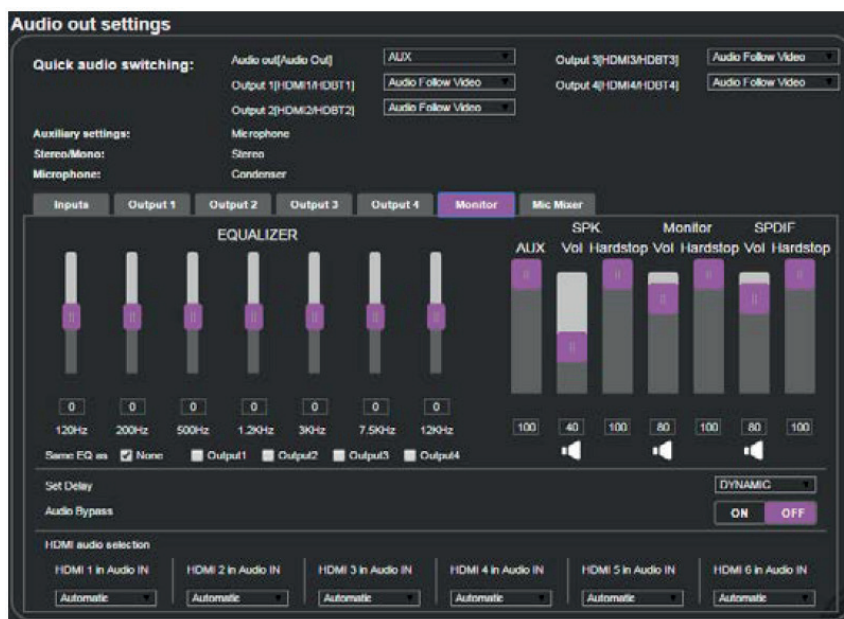 Audio out settings
Quick audio switching:
Audio out[Audio Out] AUX Output 3[HDMI3/HDBT3] Audio Follow Video
Output 1[HDMI1/HDBT1] Audio Follow Video Output 4[HDMI4/HDBT4] Audio Follow Video
Output 2[HDMI2/HDBT2] Audio Follow Video
Auxiliary settings: Microphone
Stereo/Mono: Stereo
Microphone: Condenser
Inputs Output 1 Output 2 Output 3 Output 4 Monitor Mic Mixer
EQUALIZER
SPK Monitor SPDIF
AUX Vol Hardstop Vol Hardstop Vol Hardstop
0 0 0 0 0 0 0
100 40 100 80 100 80 100
120Hz 200Hz 500Hz 1.2KHz 3KHz 7.5KHz 12KHz
Same EQ as None Output1 Output2 Output3 Output4
Set Delay DYNAMIC
Audio Bypass ON OFF
HDMI audio selection
HDMI 1 in Audio IN HDMI 2 in Audio IN HDMI 3 in Audio IN HDMI 4 in Audio IN HDMI 5 in Audio IN HDMI 6 in Audio IN
Automatic Automatic Automatic Automatic Automatic Automatic